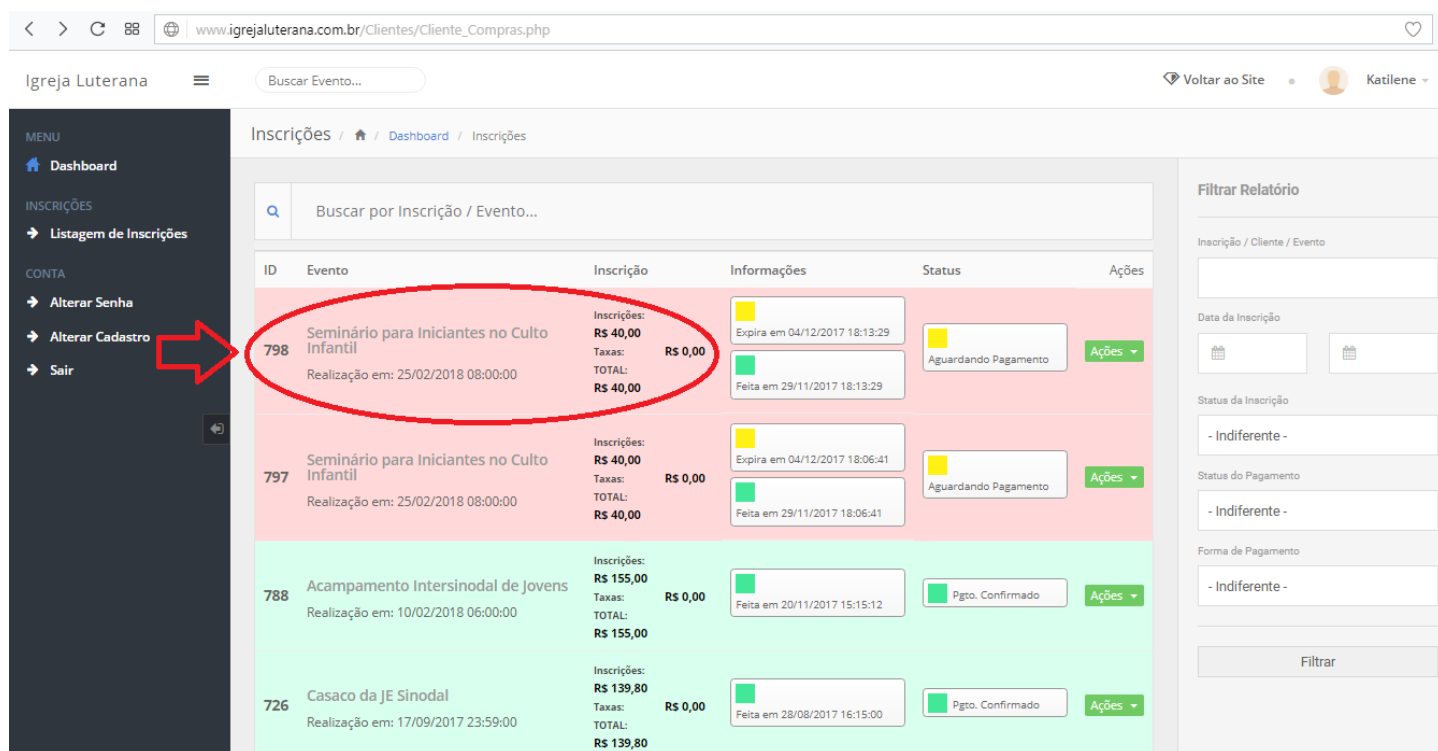 www.igrejaluterana.com.br/Clientes/Cliente_Compras.php
Igreja Luterana
Buscar Evento...
Voltar ao Site
Katilene
MENU
Dashboard
INSCRIÇÕES
Listagem de Inscrições
CONTA
Alterar Senha
Alterar Cadastro
Sair
Inscrições / / Dashboard / Inscrições
Buscar por Inscrição / Evento...
ID Evento Inscrição Informações Status Ações
798
Seminário para Iniciantes no Culto
Infantil
Realização em: 25/02/2018 08:00:00
Inscrições:
R$ 40,00
Taxas: R$ 0,00
TOTAL:
R$ 40,00
Expira em 04/12/2017 18:13:29
Feita em 29/11/2017 18:13:29
Aguardando Pagamento
Ações
797
Seminário para Iniciantes no Culto
Infantil
Realização em: 25/02/2018 08:00:00
Inscrições:
R$ 40,00
Taxas: R$ 0,00
TOTAL:
R$ 40,00
Expira em 04/12/2017 18:06:41
Feita em 29/11/2017 18:06:41
Aguardando Pagamento
Ações
788
Acampamento Intersinodal de Jovens
Realização em: 10/02/2018 06:00:00
Inscrições:
R$ 155,00
Taxas: R$ 0,00
TOTAL:
R$ 155,00
Feita em 20/11/2017 15:15:12
Pgto. Confirmado
Ações
726
Casaco da JE Sinodal
Realização em: 17/09/2017 23:59:00
Inscrições:
R$ 139,80
Taxas: R$ 0,00
TOTAL:
R$ 139,80
Feita em 28/08/2017 16:15:00
Pgto. Confirmado
Ações
Filtrar Relatório
Inscrição / Cliente / Evento
Data da Inscrição
Status da Inscrição
- Indiferente -
Status do Pagamento
- Indiferente -
Forma de Pagamento
- Indiferente -
Filtrar